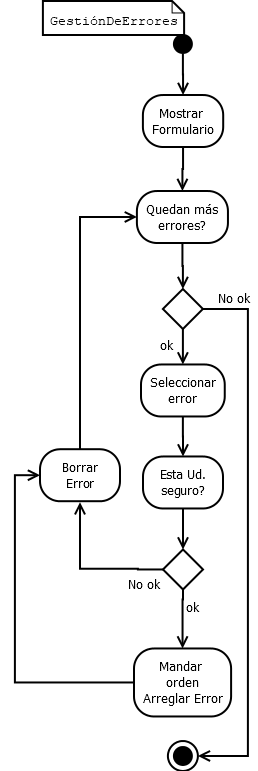 GestiónDeErrores
Mostrar
Formulario
Quedan más
errores?
No ok
ok
Seleccionar
error
Esta Ud.
seguro?
Borrar
Error
No ok
ok
Mandar
orden
Arreglar Error